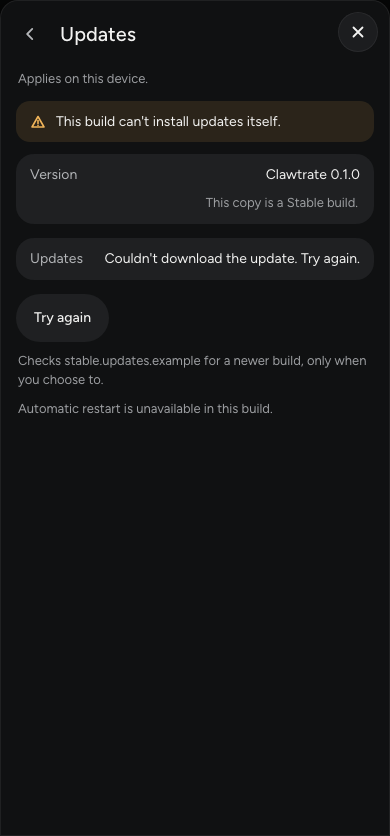 Updates
Applies on this device.
This build can't install updates itself.
Version Clawtrate 0.1.0
This copy is a Stable build.
Updates Couldn't download the update. Try again.
Try again
Checks stable.updates.example for a newer build, only when
you choose to.
Automatic restart is unavailable in this build.